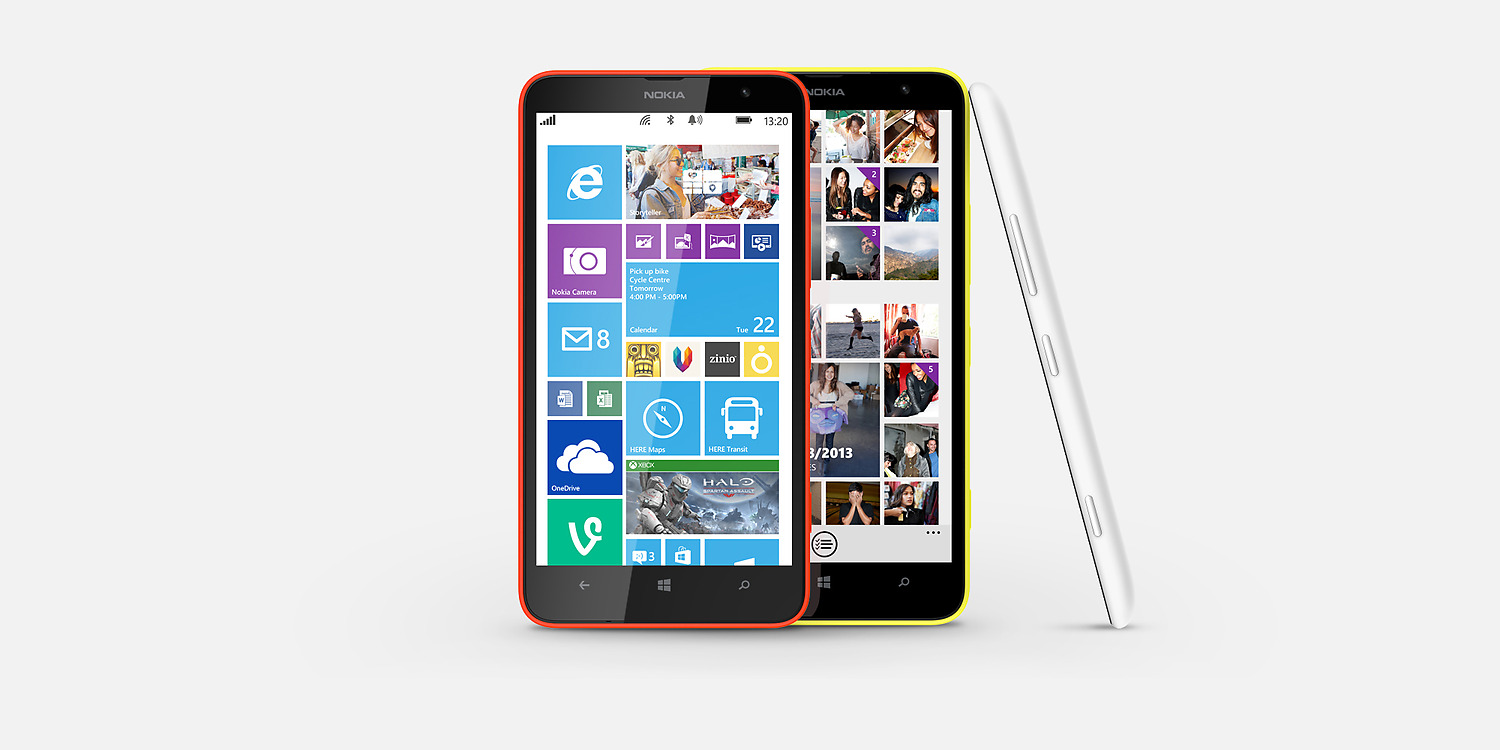 NOKIA
13:20
Storyteller
Nokia Camera
Pick up bike
Cycle Centre
Tomorrow
4:00 PM - 5:00PM
Calendar
Tue 22
8
zinio
W
X
N
HERE Maps
HERE Transit
OneDrive
XBOX
HALO
SPARTAN ASSAULT
3
NOKIA
2
3
5
3/2013
ES